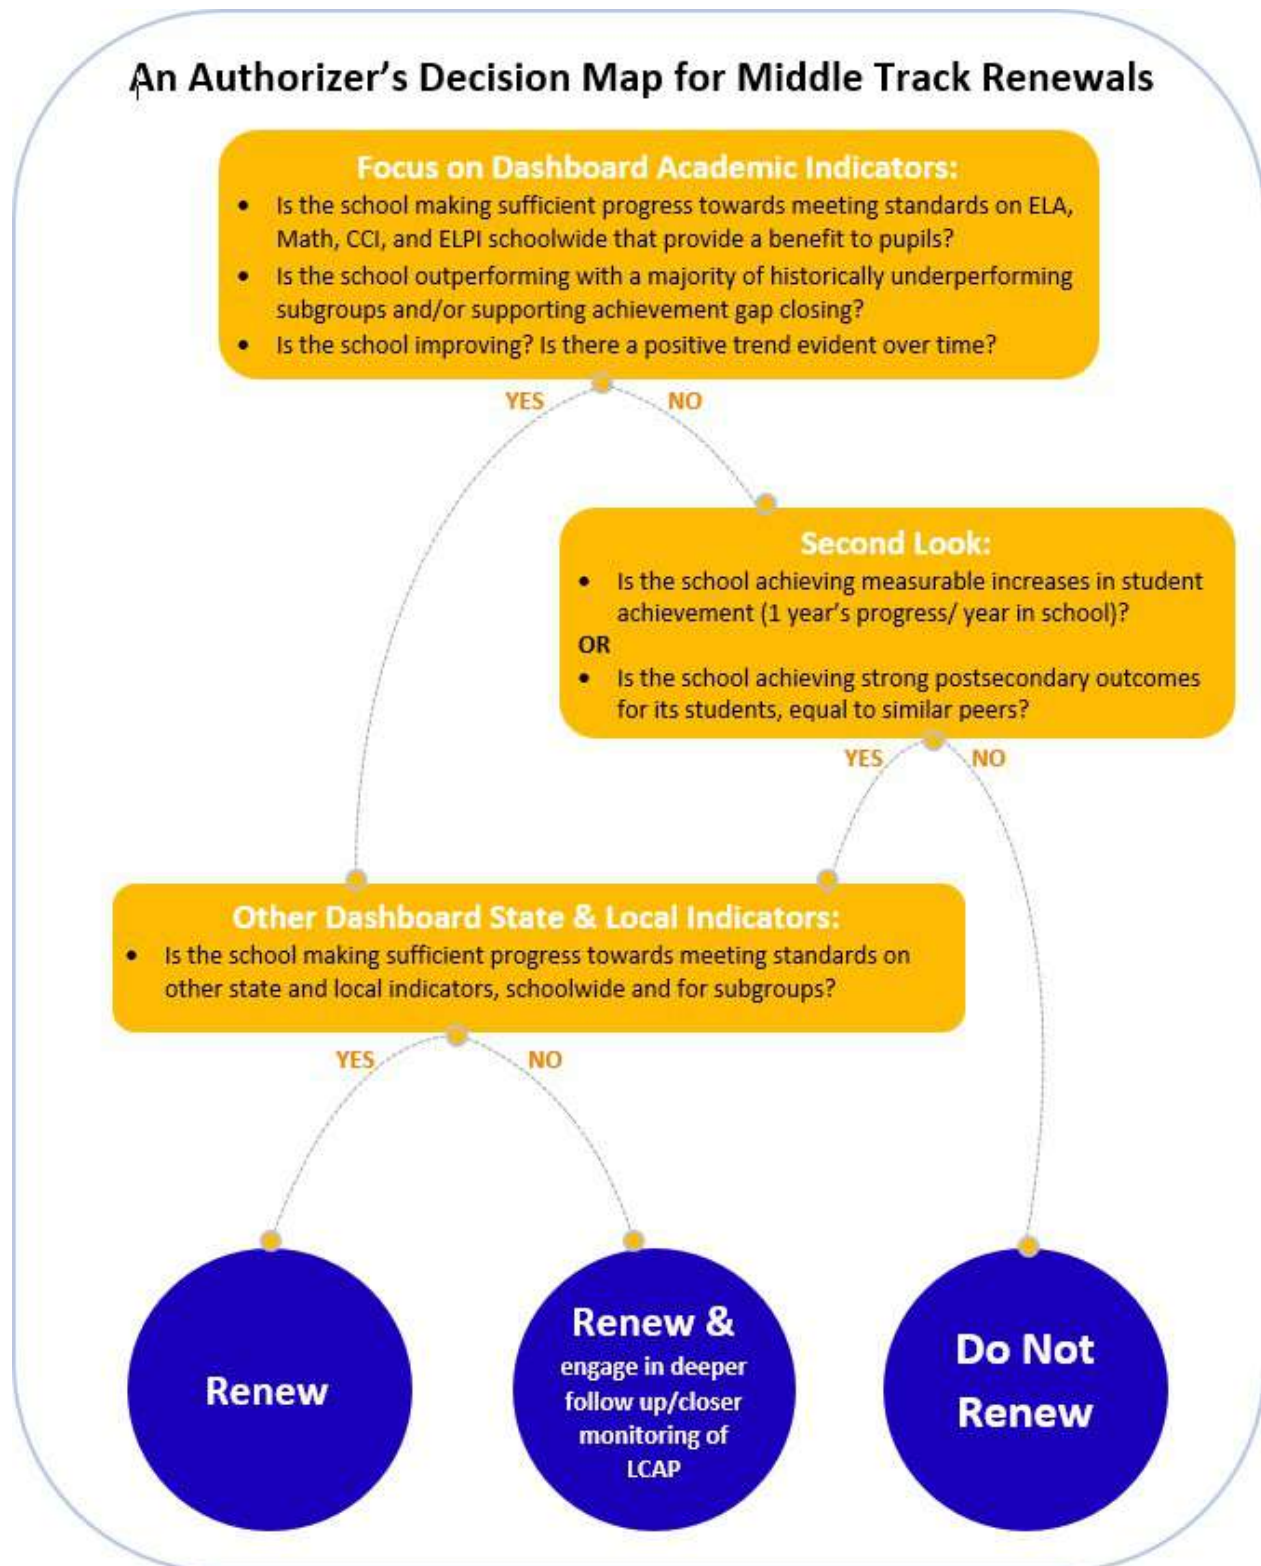 An Authorizer’s Decision Map for Middle Track Renewals
Focus on Dashboard Academic Indicators:
• Is the school making sufficient progress towards meeting standards on ELA,
Math, CCI, and ELPI schoolwide that provide a benefit to pupils?
• Is the school outperforming with a majority of historically underperforming
subgroups and/or supporting achievement gap closing?
• Is the school improving? Is there a positive trend evident over time?
YES
NO
Second Look:
• Is the school achieving measurable increases in student
achievement (1 year’s progress/ year in school)?
OR
• Is the school achieving strong postsecondary outcomes
for its students, equal to similar peers?
YES
NO
Other Dashboard State & Local Indicators:
• Is the school making sufficient progress towards meeting standards on
other state and local indicators, schoolwide and for subgroups?
YES
NO
Renew
Renew &
engage in deeper
follow up/closer
monitoring of
LCAP
Do Not
Renew